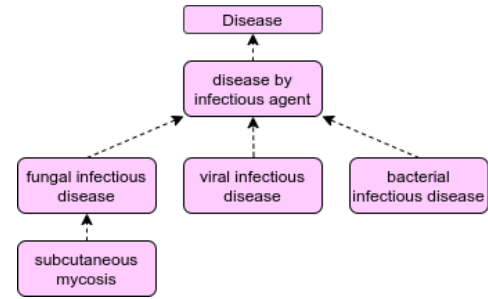 Disease
disease by
infectious agent
fungal infectious
disease
viral infectious
disease
bacterial
infectious disease
subcutaneous
mycosis